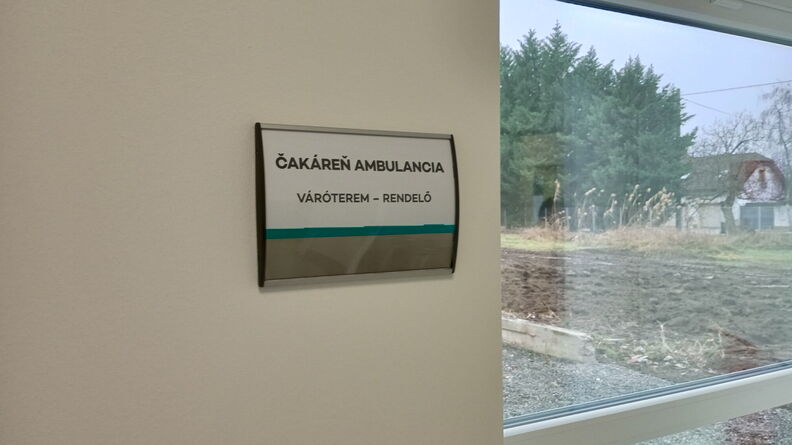 ČAKÁREŇ AMBULANCIA
VÁRÓTEREM – RENDELŐ